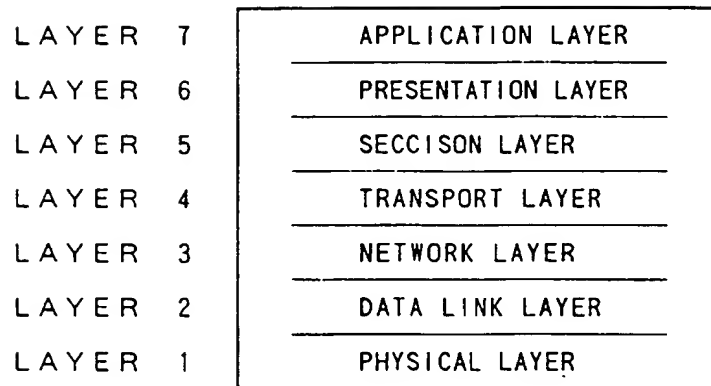 LAYER 7 APPLICATION LAYER
LAYER 6 PRESENTATION LAYER
LAYER 5 SECCISON LAYER
LAYER 4 TRANSPORT LAYER
LAYER 3 NETWORK LAYER
LAYER 2 DATA LINK LAYER
LAYER 1 PHYSICAL LAYER